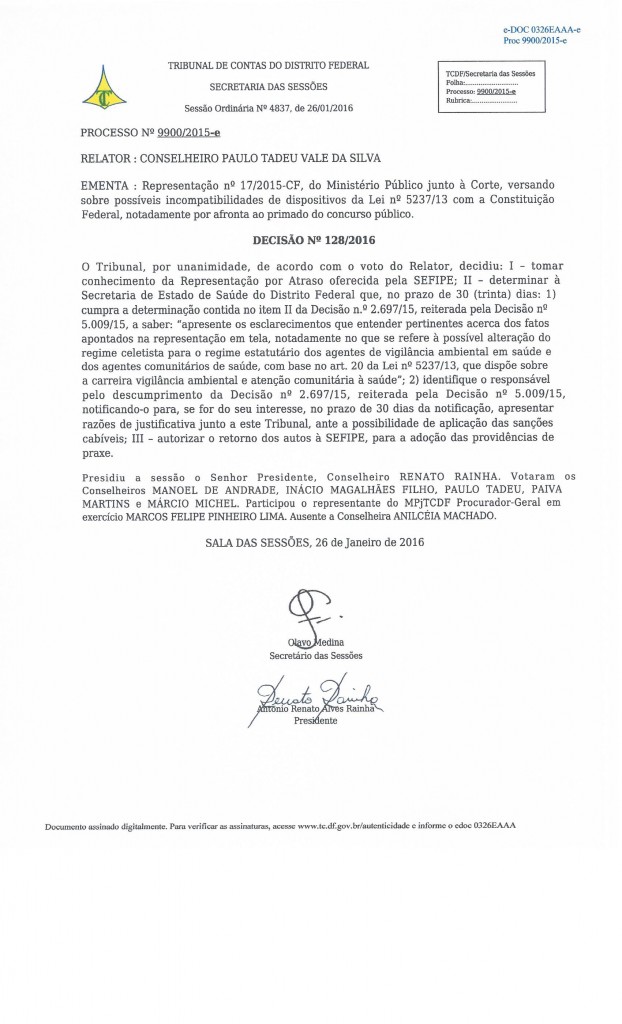 e-DOC 0326EAAA-e
Proc 9900/2015-e
TRIBUNAL DE CONTAS DO DISTRITO FEDERAL
SECRETARIA DAS SESSÕES
Sessão Ordinária Nº 4837, de 26/01/2016
TCDF/Secretaria das Sessões
Folha:........................
Processo: 9900/2015-e
Rubrica:.....................
TC
PROCESSO Nº 9900/2015-e
RELATOR : CONSELHEIRO PAULO TADEU VALE DA SILVA
EMENTA : Representação nº 17/2015-CF, do Ministério Público junto à Corte, versando
sobre possíveis incompatibilidades de dispositivos da Lei nº 5237/13 com a Constituição
Federal, notadamente por afronta ao primado do concurso público.
DECISÃO Nº 128/2016
O Tribunal, por unanimidade, de acordo com o voto do Relator, decidiu: I – tomar
conhecimento da Representação por Atraso oferecida pela SEFIPE; II – determinar à
Secretaria de Estado de Saúde do Distrito Federal que, no prazo de 30 (trinta) dias: 1)
cumpra a determinação contida no item II da Decisão n.º 2.697/15, reiterada pela Decisão nº
5.009/15, a saber: “apresente os esclarecimentos que entender pertinentes acerca dos fatos
apontados na representação em tela, notadamente no que se refere à possível alteração do
regime celetista para o regime estatutário dos agentes de vigilância ambiental em saúde e
dos agentes comunitários de saúde, com base no art. 20 da Lei nº 5237/13, que dispõe sobre
a carreira vigilância ambiental e atenção comunitária à saúde”; 2) identifique o responsável
pelo descumprimento da Decisão nº 2.697/15, reiterada pela Decisão nº 5.009/15,
notificando-o para, se for do seu interesse, no prazo de 30 dias da notificação, apresentar
razões de justificativa junto a este Tribunal, ante a possibilidade de aplicação das sanções
cabíveis; III – autorizar o retorno dos autos à SEFIPE, para a adoção das providências de
praxe.
Presidiu a sessão o Senhor Presidente, Conselheiro RENATO RAINHA. Votaram os
Conselheiros MANOEL DE ANDRADE, INÁCIO MAGALHÃES FILHO, PAULO TADEU, PAIVA
MARTINS e MÁRCIO MICHEL. Participou o representante do MPjTCDF Procurador-Geral em
exercício MARCOS FELIPE PINHEIRO LIMA. Ausente a Conselheira ANILCÉIA MACHADO.
SALA DAS SESSÕES, 26 de Janeiro de 2016
Olavo Medina
Secretário das Sessões
Renato Rainha
Antônio Renato Alves Rainha
Presidente
Documento assinado digitalmente. Para verificar as assinaturas, acesse www.tc.df.gov.br/autenticidade e informe o edoc 0326EAAA